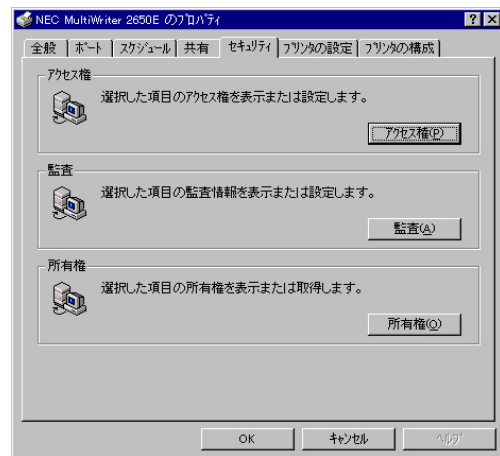 NEC MultiWriter 2650E のﾌﾟﾛﾊﾟﾃｨ
全般 ﾎﾟｰﾄ ｽｹｼﾞｭｰﾙ 共有 ｾｷｭﾘﾃｨ ﾌﾟﾘﾝﾀの設定 ﾌﾟﾘﾝﾀの構成
ｱｸｾｽ権
選択した項目のｱｸｾｽ権を表示または設定します。
ｱｸｾｽ権(P)
監査
選択した項目の監査情報を表示または設定します。
監査(A)
所有権
選択した項目の所有権を表示または取得します。
所有権(O)
OK ｷｬﾝｾﾙ ﾍﾙﾌﾟ